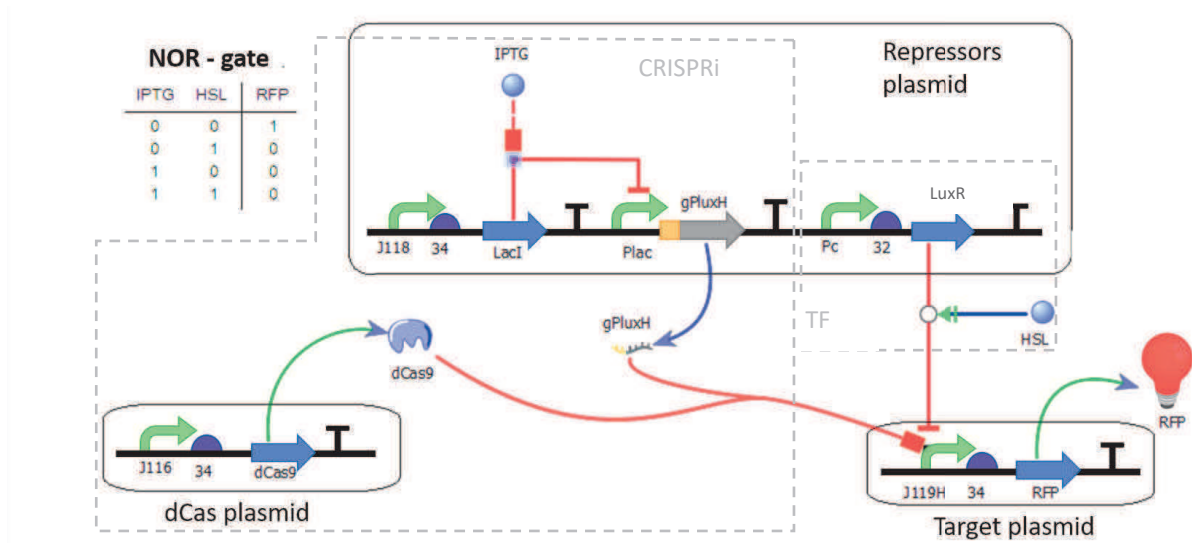 NOR - gate
IPTG HSL RFP
0 0 1
0 1 0
1 0 0
1 1 0
IPTG
CRISPRi
Repressors
plasmid
gPluxH
LuxR
J118 34 LacI Plac Pc 32
gPluxH
TF
HSL
dCas9
RFP
J116 34 dCas9
J119H 34 RFP
dCas plasmid
Target plasmid